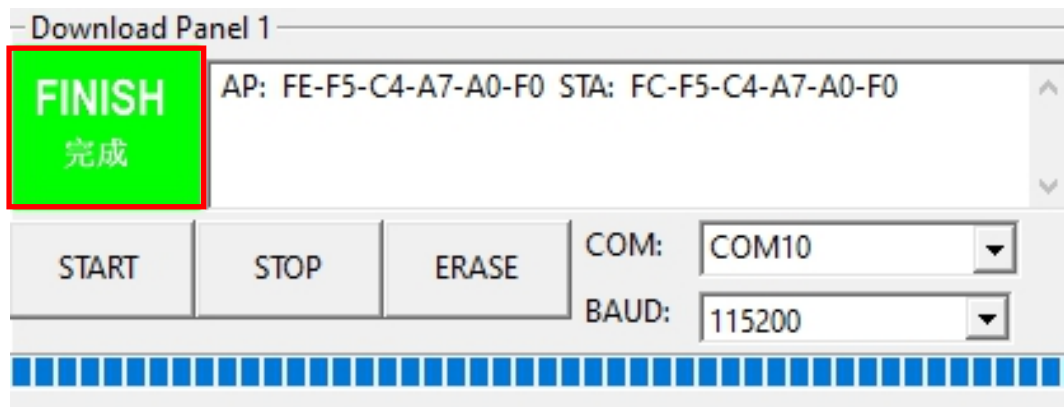 Download Panel 1
FINISH
完成
AP: FE-F5-C4-A7-A0-F0 STA: FC-F5-C4-A7-A0-F0
START
STOP
ERASE
COM:
COM10
BAUD:
115200